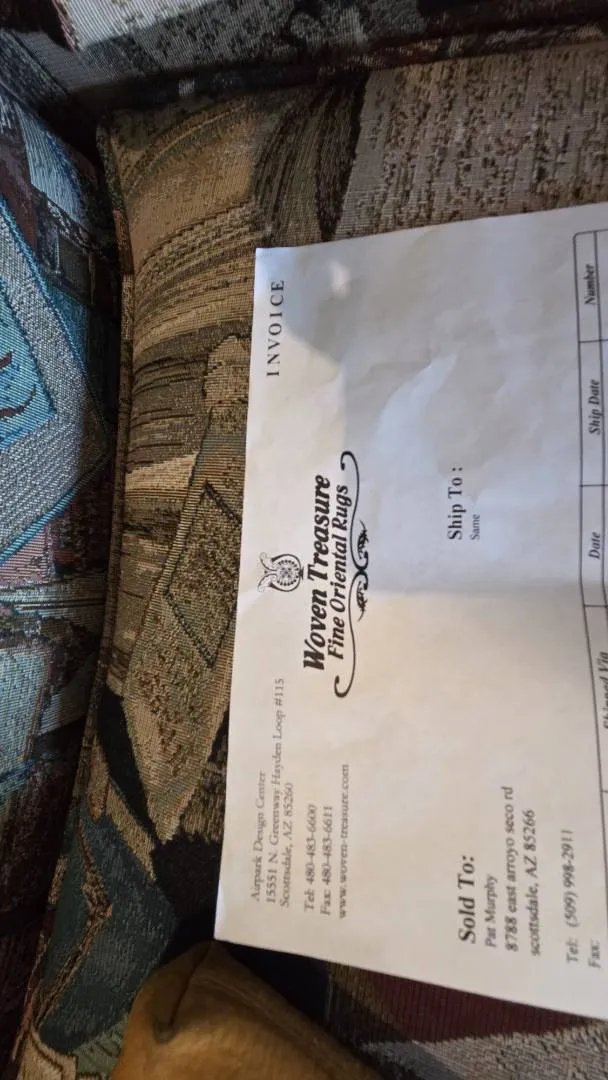 Airpark Design Center
15551 N. Greenway Hayden Loop #115
Scottsdale, AZ 85260
Tel: 480-483-6600
Fax: 480-483-6611
www.woven-treasure.com
Woven Treasure
Fine Oriental Rugs
INVOICE
Sold To:
Pat Murphy
8788 east arroyo seco rd
scottsdale, AZ 85266
Tel: (509) 998-2911
Fax:
Ship To :
Same
Date
Ship Date
Number